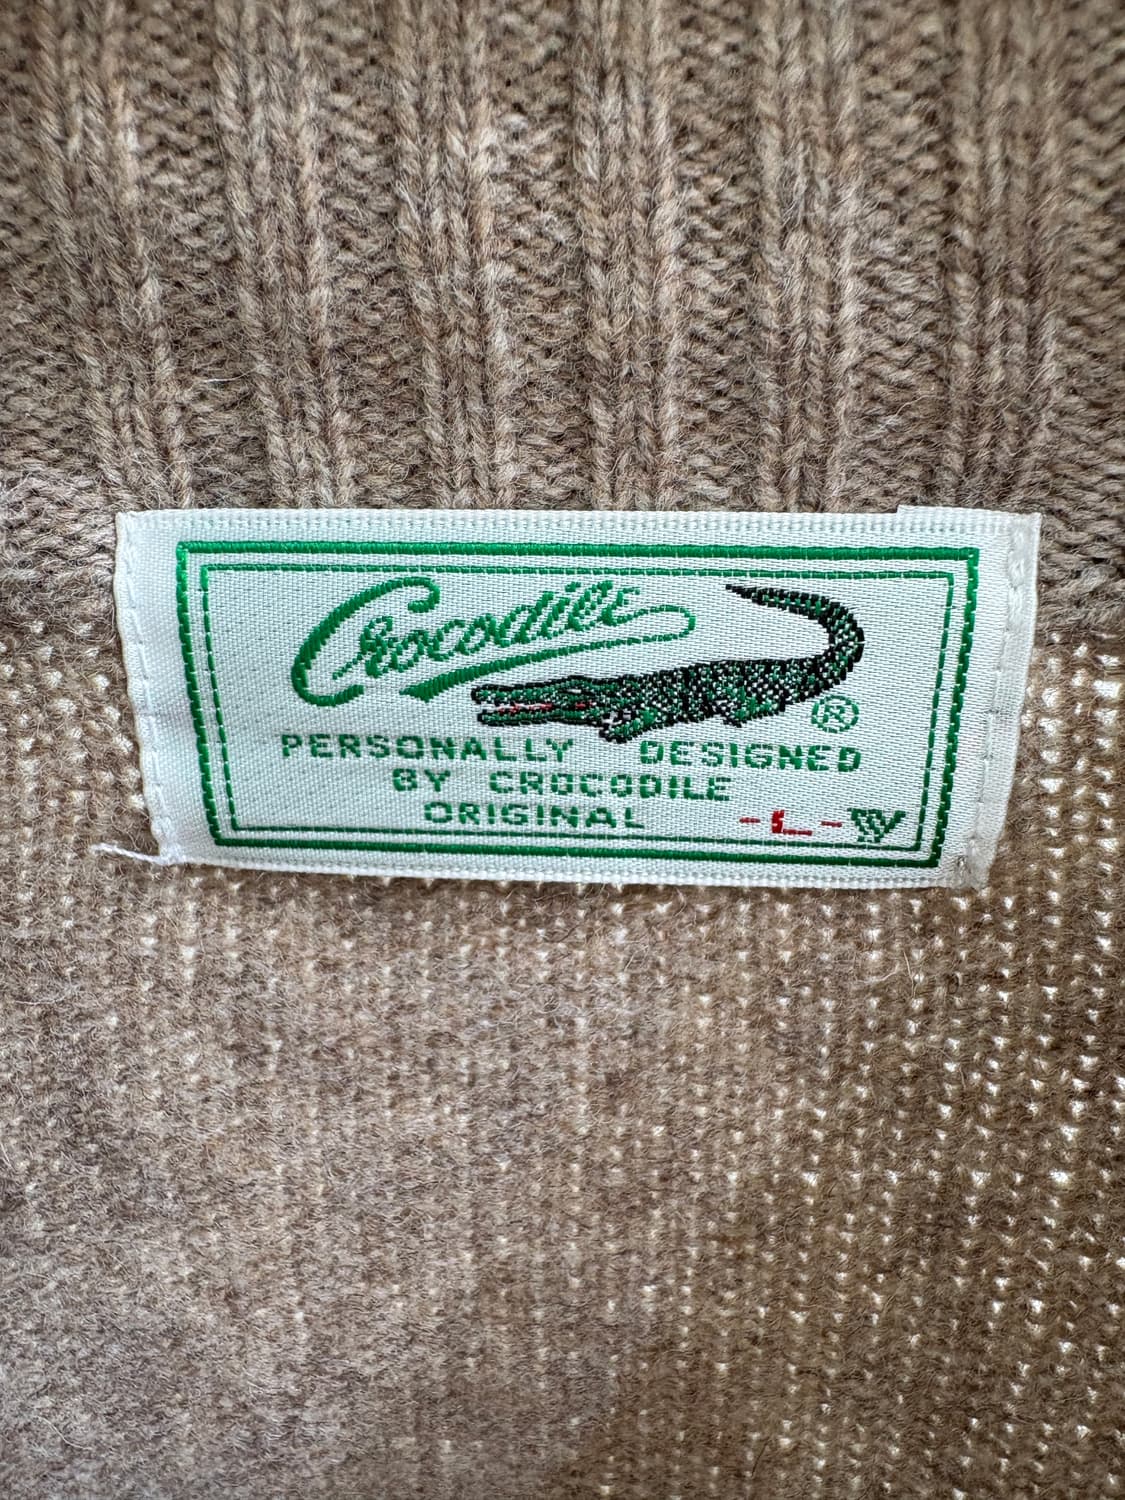 Crocodile
®
PERSONALLY DESIGNED
BY CROCODILE
ORIGINAL
-L-